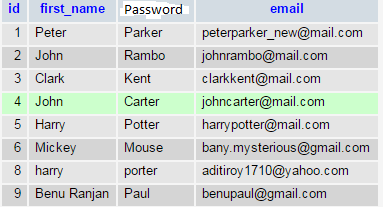 id first_name Password email
1 Peter Parker peterparker_new@mail.com
2 John Rambo johnrambo@mail.com
3 Clark Kent clarkkent@mail.com
4 John Carter johncarter@mail.com
5 Harry Potter harrypotter@mail.com
6 Mickey Mouse bany.mysterious@gmail.com
8 harry porter aditiroy1710@yahoo.com
9 Benu Ranjan Paul benupaul@gmail.com